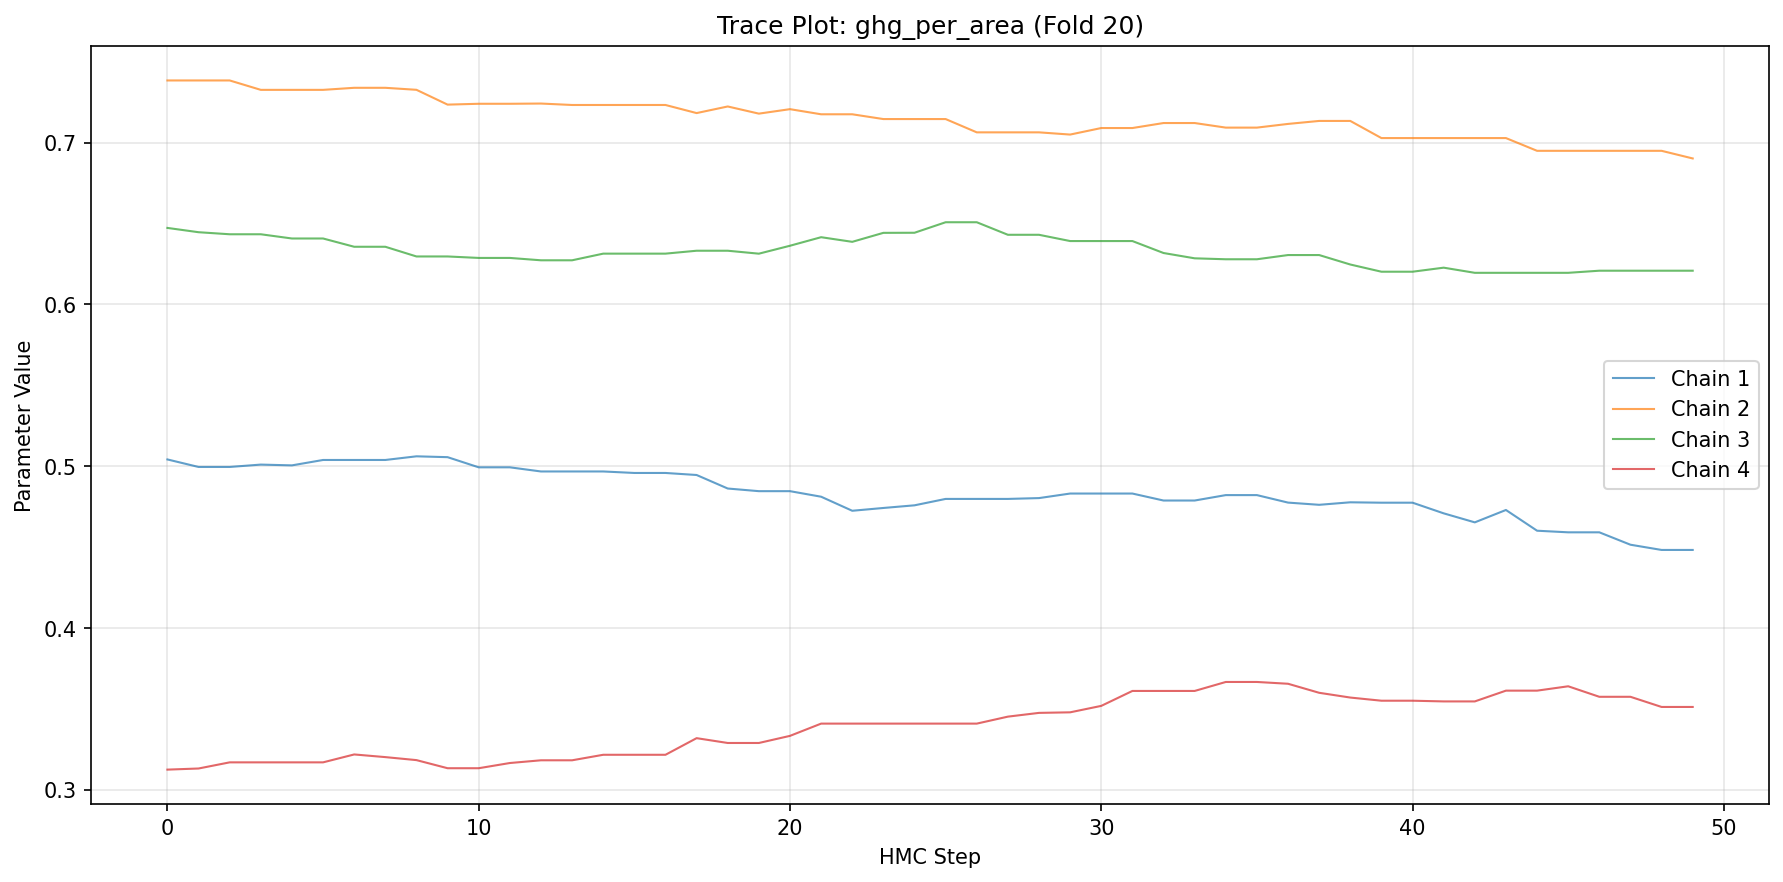 Trace Plot: ghg_per_area (Fold 20)
Parameter Value
0.7
0.6
0.5
0.4
0.3
Chain 1
Chain 2
Chain 3
Chain 4
0 10 20 30 40 50
HMC Step